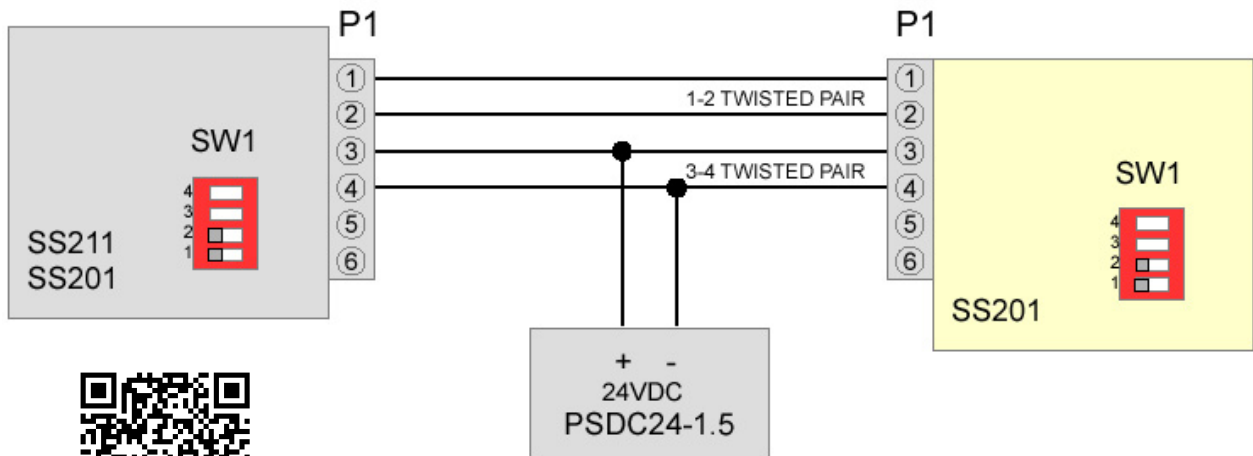 P1
P1
1
2
3
4
5
6
1-2 TWISTED PAIR
3-4 TWISTED PAIR
1
2
3
4
5
6
SW1
4
3
2
1
SS211
SS201
SW1
4
3
2
1
SS201
+ -
24VDC
PSDC24-1.5